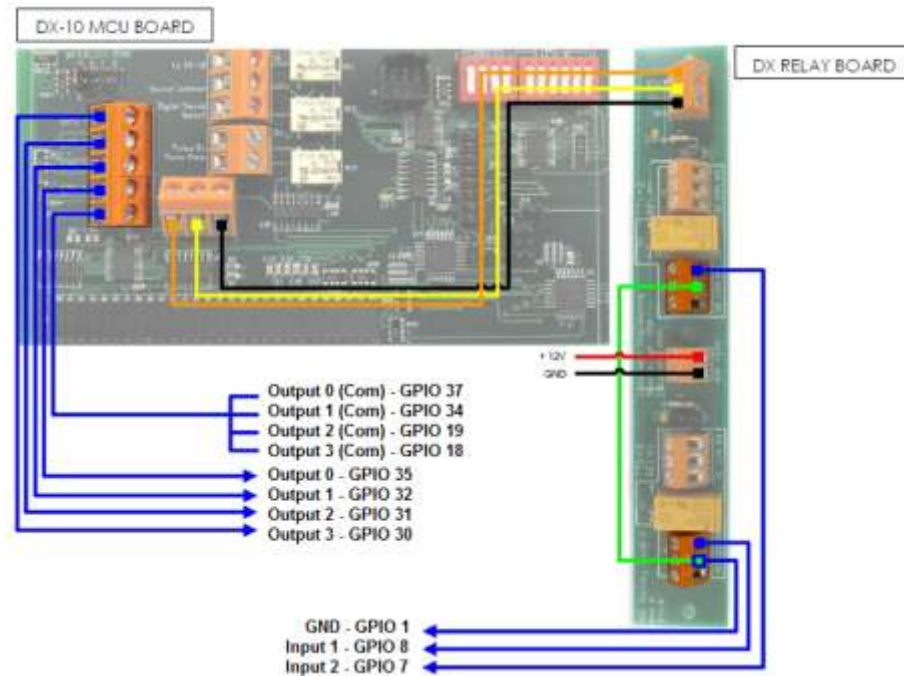 DX-10 MCU BOARD
DX RELAY BOARD
+ 12V
GND
Output 0 (Com) - GPIO 37
Output 1 (Com) - GPIO 34
Output 2 (Com) - GPIO 19
Output 3 (Com) - GPIO 18
Output 0 - GPIO 35
Output 1 - GPIO 32
Output 2 - GPIO 31
Output 3 - GPIO 30
GND - GPIO 1
Input 1 - GPIO 8
Input 2 - GPIO 7